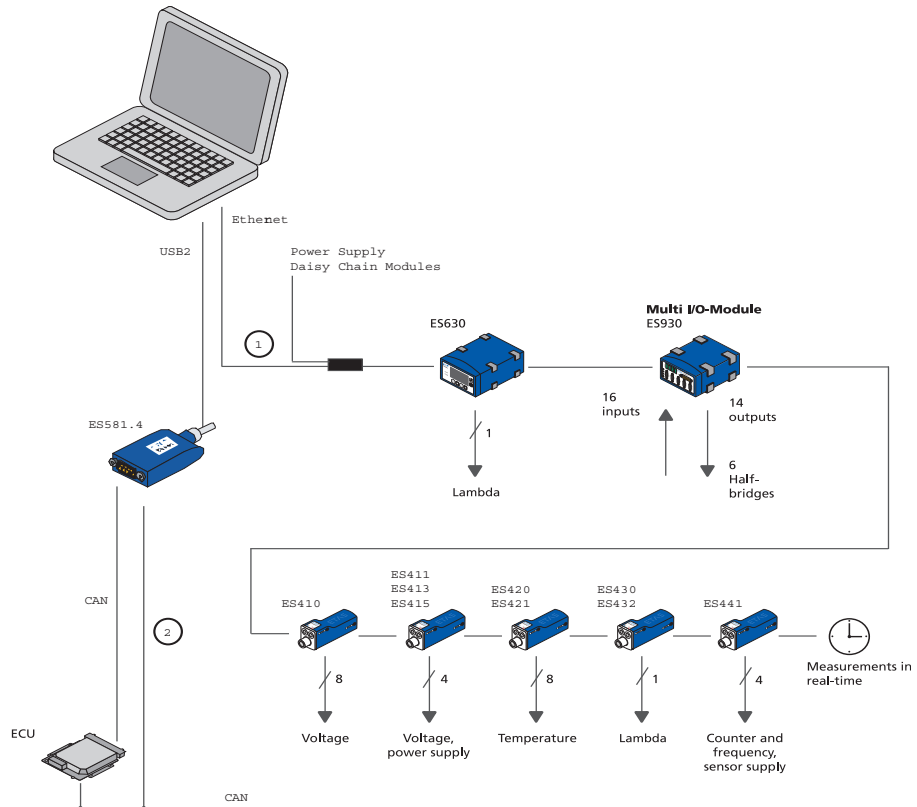 Ethernet
USB2
Power Supply
Daisy Chain Modules
1
ES630
Multi I/O-Module
ES930
16
inputs
14
outputs
1
6
Half-
bridges
Lambda
ES581.4
CAN
2
ES410
ES411
ES413
ES415
ES420
ES421
ES430
ES432
ES441
8
4
8
1
4
Measurements in
real-time
Voltage
Voltage,
power supply
Temperature
Lambda
Counter and
frequency,
sensor supply
ECU
CAN